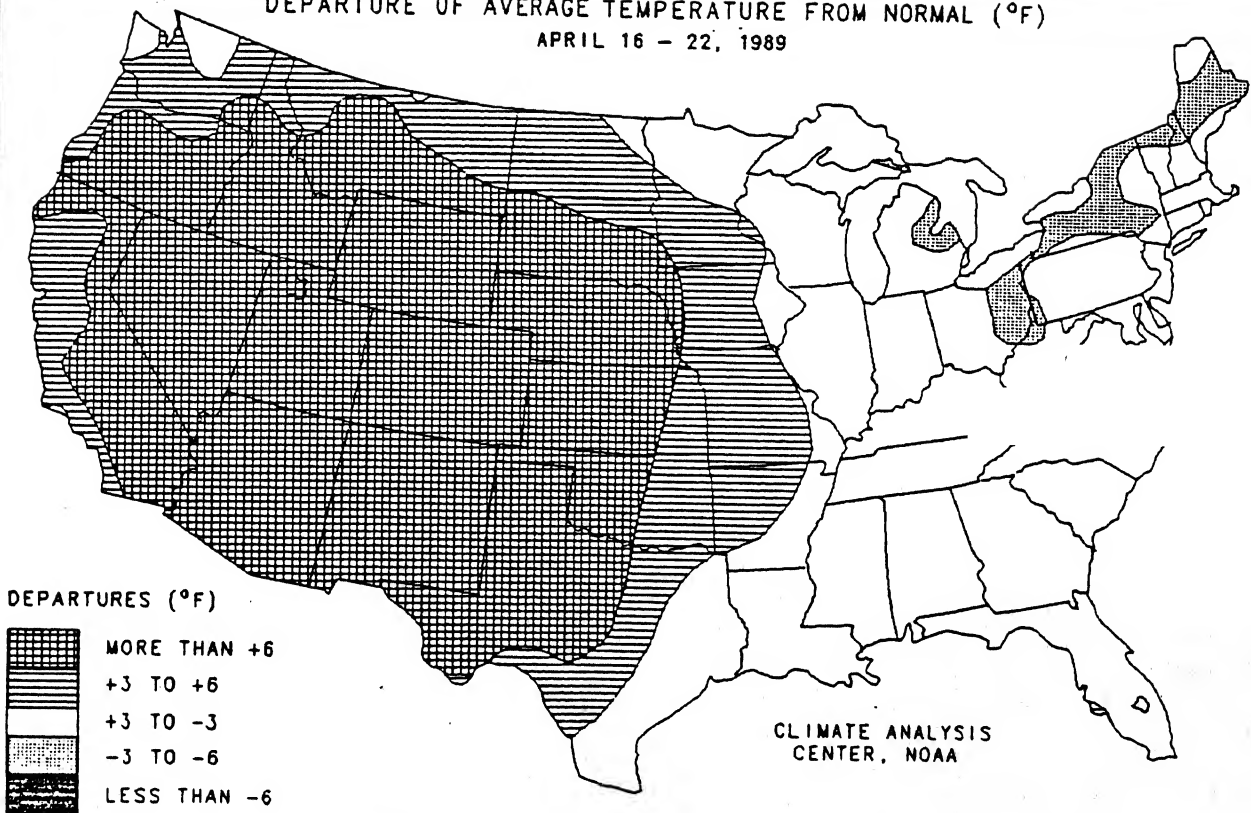 DEPARTURE OF AVERAGE TEMPERATURE FROM NORMAL (°F)
APRIL 16 - 22, 1989
DEPARTURES (°F)
MORE THAN +6
+3 TO +6
+3 TO -3
-3 TO -6
LESS THAN -6
CLIMATE ANALYSIS
CENTER, NOAA